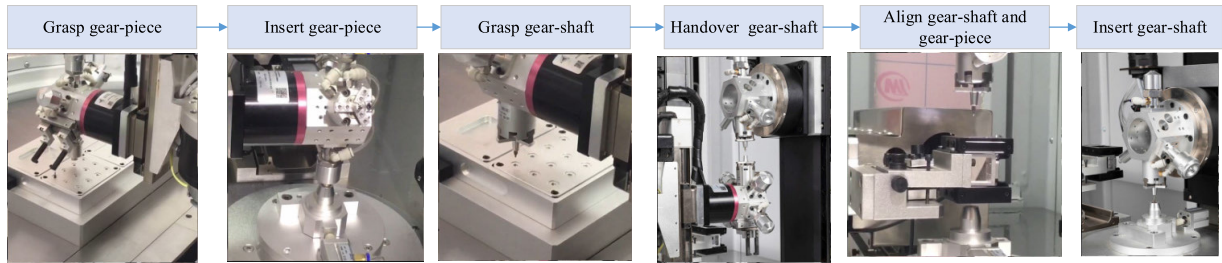 Grasp gear-piece
Insert gear-piece
Grasp gear-shaft
Handover gear-shaft
Align gear-shaft and
gear-piece
Insert gear-shaft